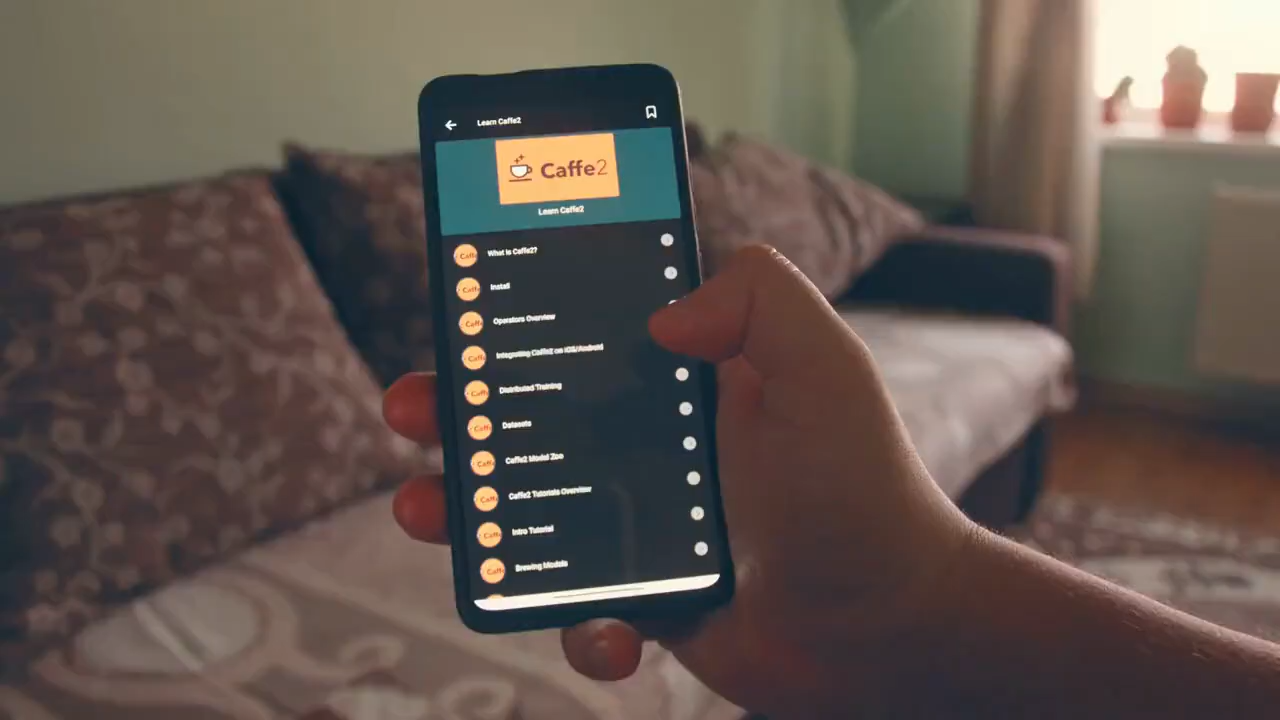 Learn Caffe2
Caffe2
Learn Caffe2
What is Caffe2?
Install
Operators Overview
Integrating Caffe2 on iOS/Android
Distributed Training
Datasets
Caffe2 Model Zoo
Caffe2 Tutorials Overview
Intro Tutorial
Brewing Models